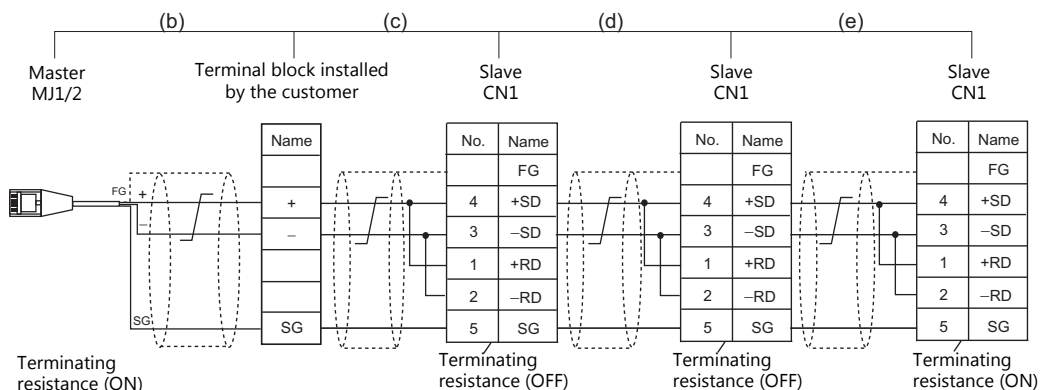 (b) (c) (d) (e)
Master
MJ1/2
Terminal block installed
by the customer
Slave
CN1
Slave
CN1
Slave
CN1
FG
+
−
SG
Name
+
−
SG
No. Name
FG
4 +SD
3 −SD
1 +RD
2 −RD
5 SG
No. Name
FG
4 +SD
3 −SD
1 +RD
2 −RD
5 SG
No. Name
FG
4 +SD
3 −SD
1 +RD
2 −RD
5 SG
Terminating
resistance (ON)
Terminating
resistance (OFF)
Terminating
resistance (OFF)
Terminating
resistance (ON)